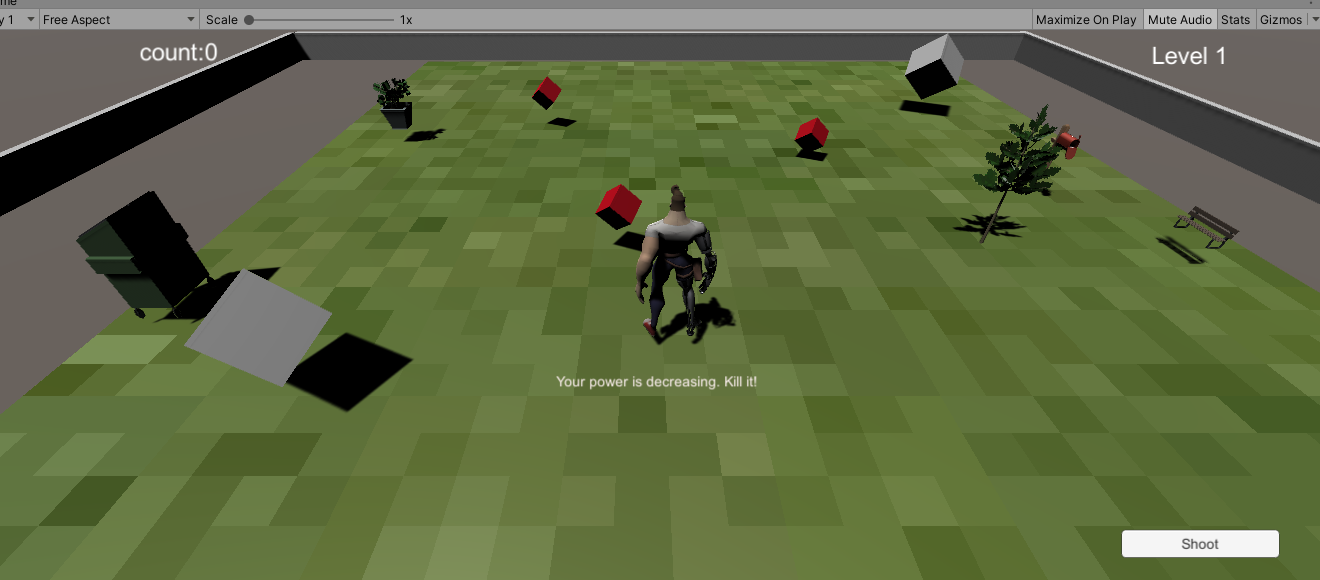 Free Aspect
Scale
1x
Maximize On Play
Mute Audio
Stats
Gizmos
count:0
Level 1
Your power is decreasing. Kill it!
Shoot